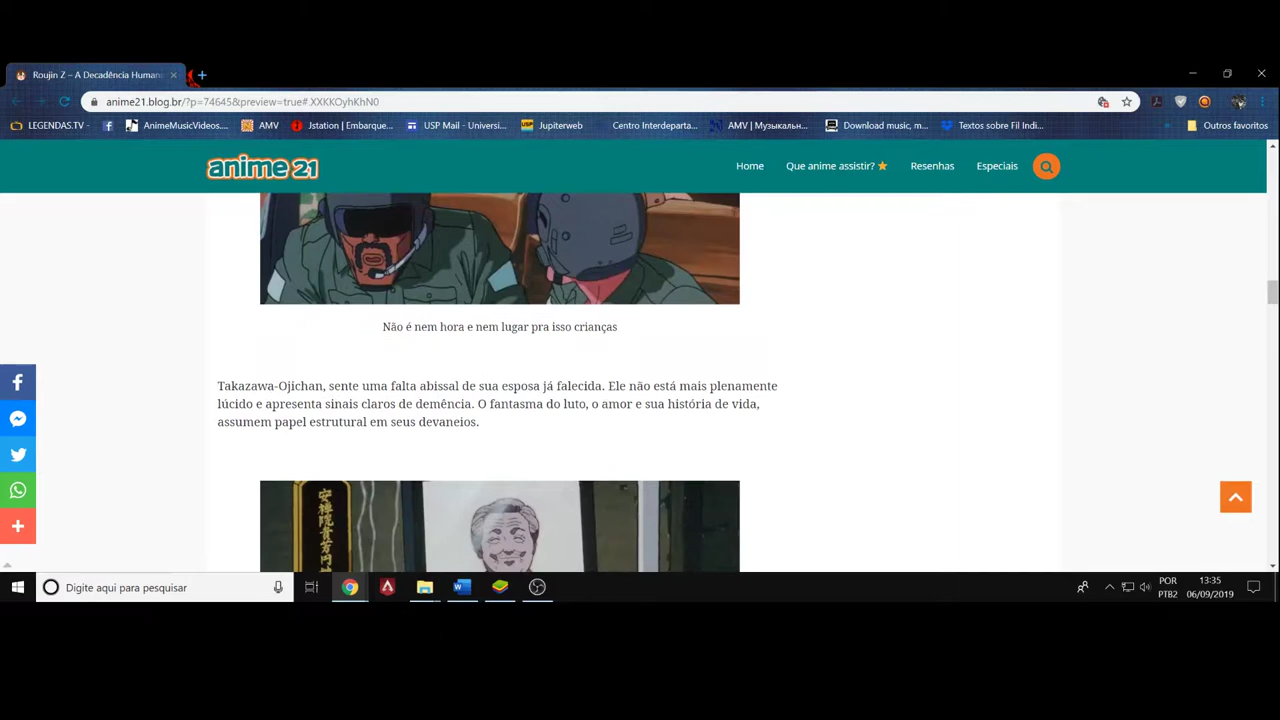 Roujin Z – A Decadência Humana
anime21.blog.br/?p=74645&preview=true#.XXKKOyhKhN0
LEGENDAS.TV -
AnimeMusicVideos....
AMV
Jstation | Embarque...
USP Mail - Universi...
Jupiterweb
Centro Interdeparta...
AMV | Музыкальн...
Download music, m...
Textos sobre Fil Indi...
Outros favoritos
anime 21
Home
Que anime assistir?
Resenhas
Especiais
Não é nem hora e nem lugar pra isso crianças
Takazawa-Ojichan, sente uma falta abissal de sua esposa já falecida. Ele não está mais plenamente
lúcido e apresenta sinais claros de demência. O fantasma do luto, o amor e sua história de vida,
assumem papel estrutural em seus devaneios.
Digite aqui para pesquisar
POR
PTB2
13:35
06/09/2019